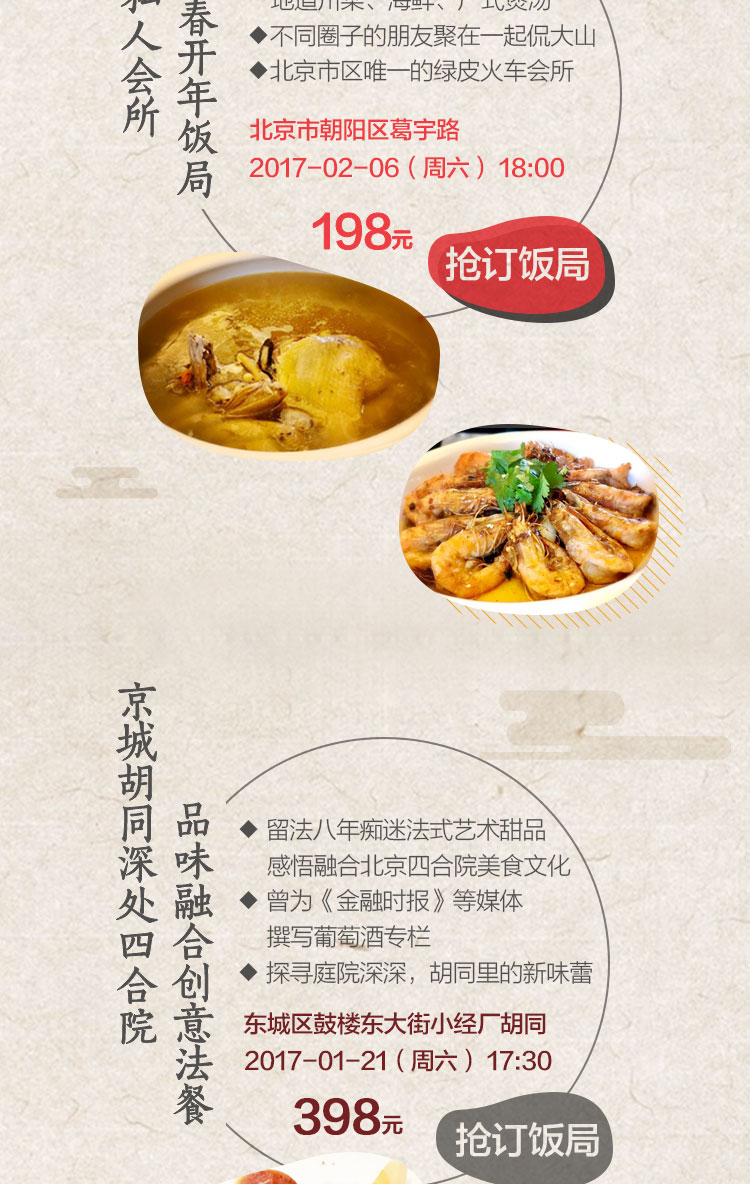 私人会所
春开年饭局
地道川菜、海鲜、广式煲汤
◆不同圈子的朋友聚在一起侃大山
◆北京市区唯一的绿皮火车会所
北京市朝阳区葛宇路
2017-02-06（周六）18:00
198元
抢订饭局
京城胡同深处四合院
品味融合创意法餐
◆ 留法八年痴迷法式艺术甜品
感悟融合北京四合院美食文化
◆ 曾为《金融时报》等媒体
撰写葡萄酒专栏
◆ 探寻庭院深深，胡同里的新味蕾
东城区鼓楼东大街小经厂胡同
2017-01-21（周六）17:30
398元
抢订饭局